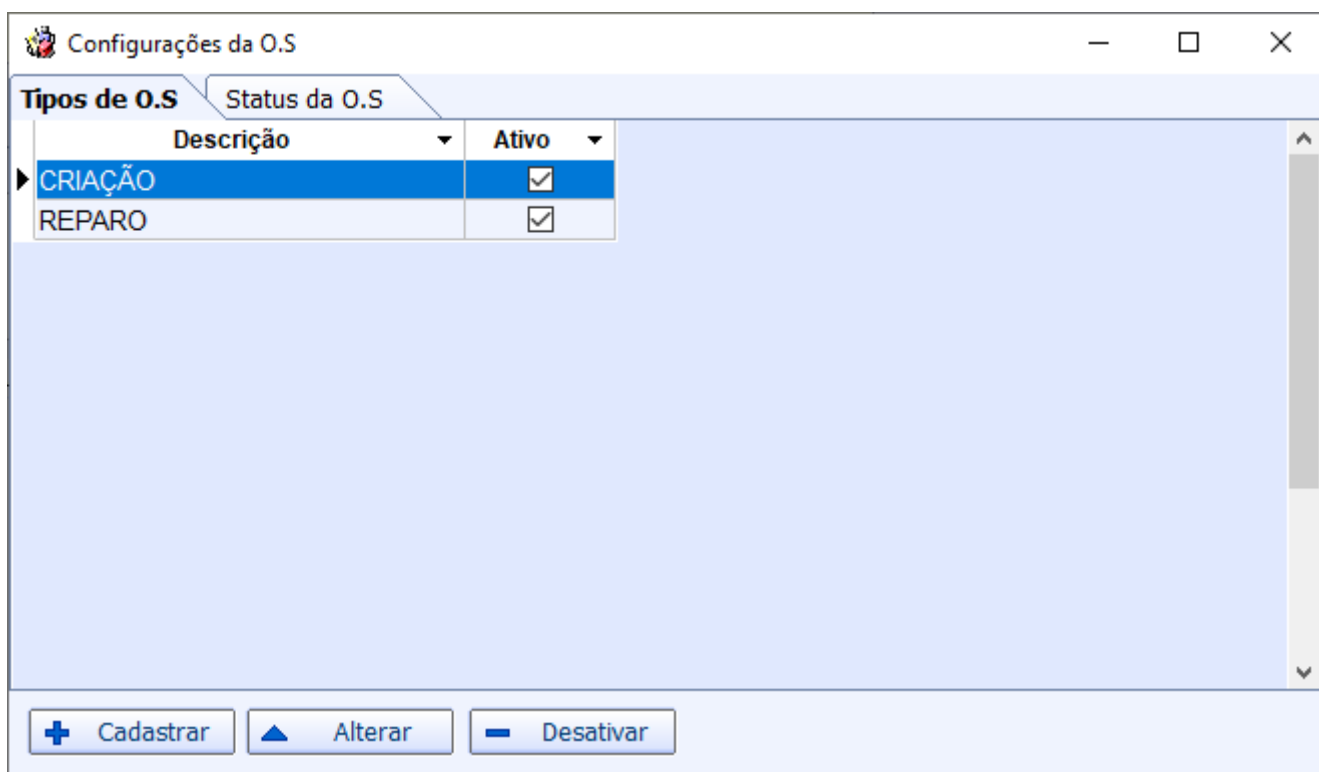 Configurações da O.S
Tipos de O.S Status da O.S
Descrição Ativo
CRIAÇÃO
REPARO
Cadastrar Alterar Desativar